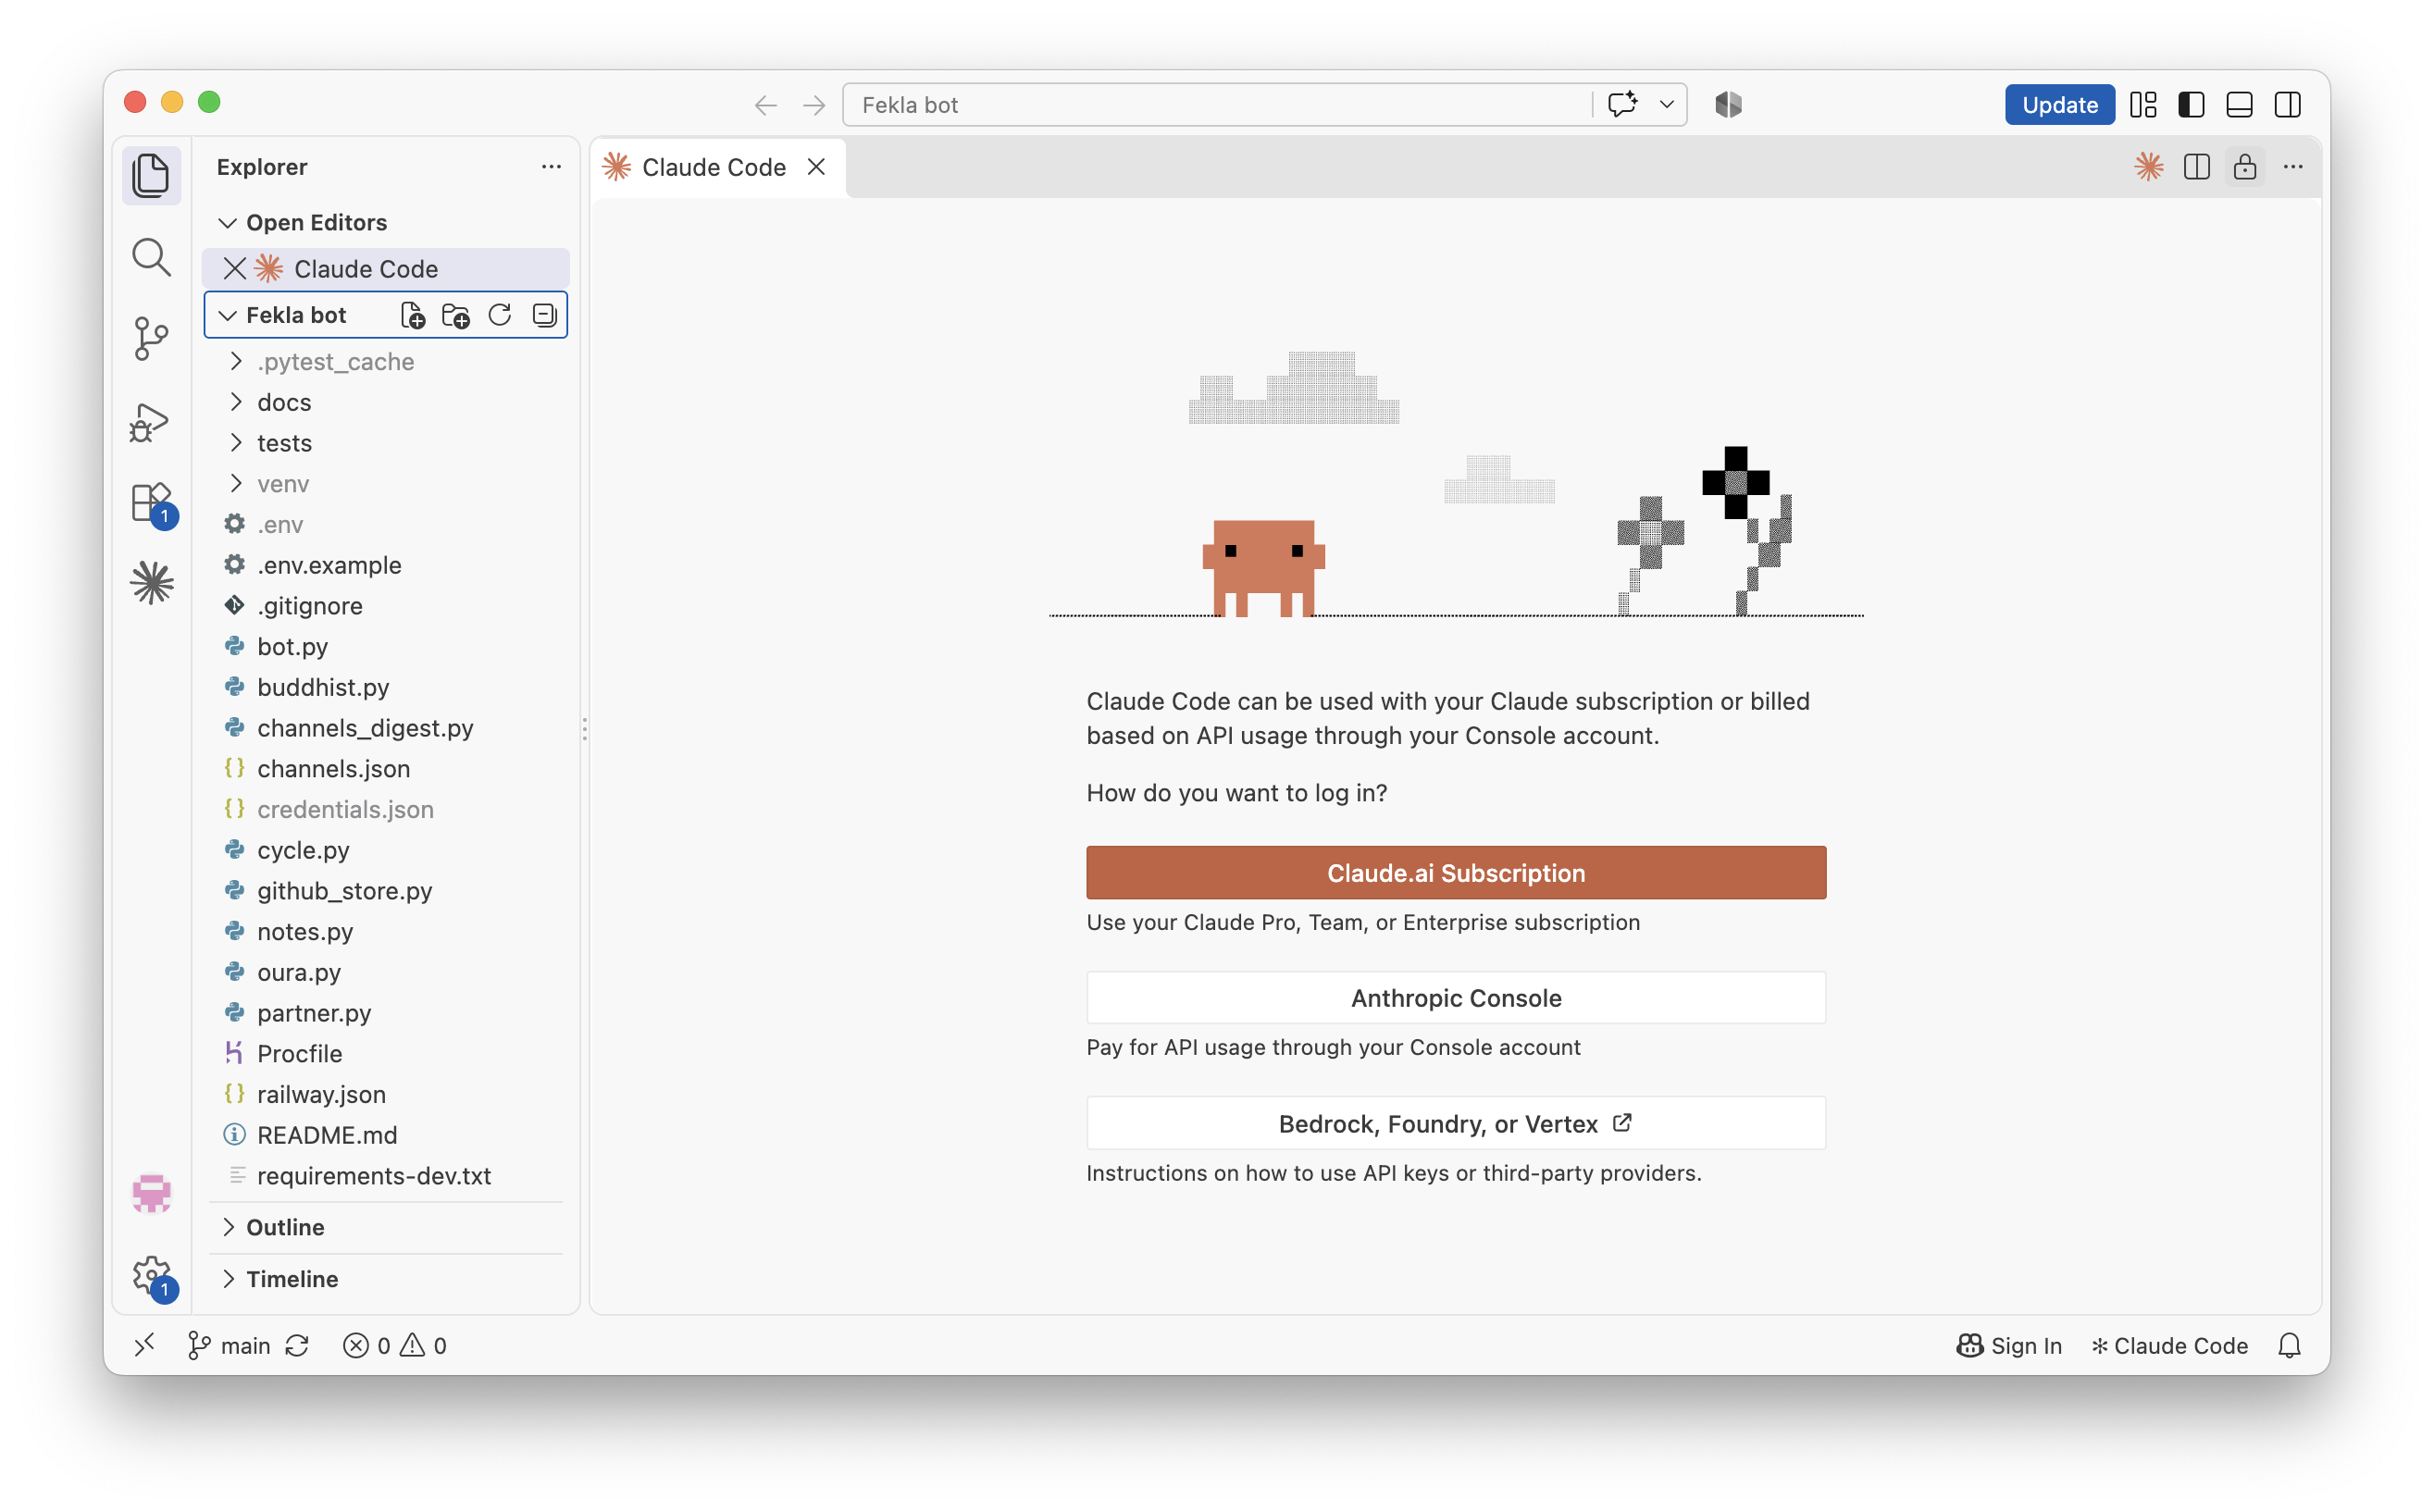 Fekla bot
Update
Explorer
Claude Code
Open Editors
Claude Code
Fekla bot
.pytest_cache
docs
tests
venv
.env
.env.example
.gitignore
bot.py
buddhist.py
channels_digest.py
channels.json
credentials.json
cycle.py
github_store.py
notes.py
oura.py
partner.py
Procfile
railway.json
README.md
requirements-dev.txt
Outline
Timeline
1
1
Claude Code can be used with your Claude subscription or billed
based on API usage through your Console account.
How do you want to log in?
Claude.ai Subscription
Use your Claude Pro, Team, or Enterprise subscription
Anthropic Console
Pay for API usage through your Console account
Bedrock, Foundry, or Vertex
Instructions on how to use API keys or third-party providers.
main 0 0 Sign In Claude Code